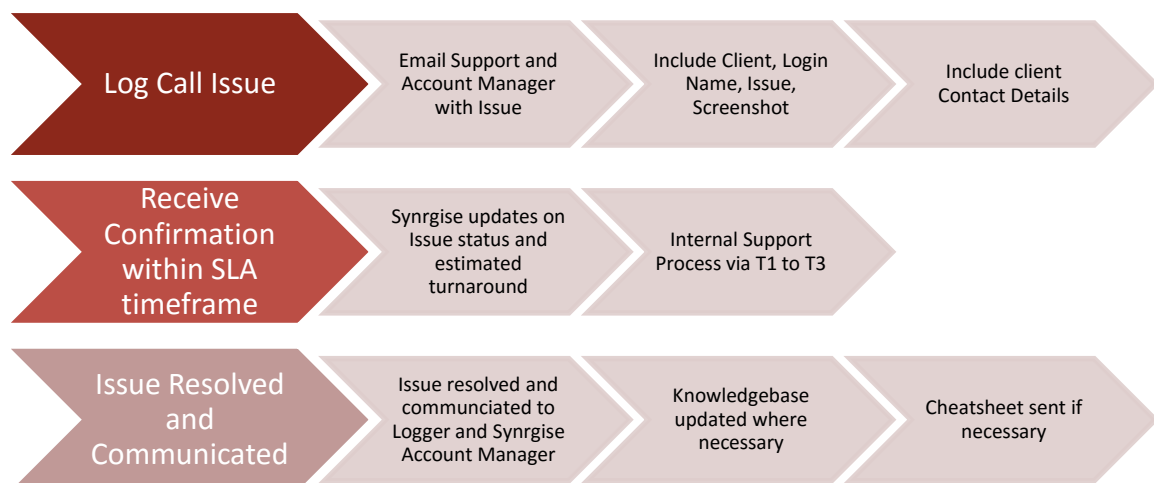 Log Call Issue
Email Support and
Account Manager
with Issue
Include Client, Login
Name, Issue,
Screenshot
Include client
Contact Details
Receive
Confirmation
within SLA
timeframe
Synrgise updates on
Issue status and
estimated
turnaround
Internal Support
Process via T1 to T3
Issue Resolved
and
Communicated
Issue resolved and
communciated to
Logger and Synrgise
Account Manager
Knowledgebase
updated where
necessary
Cheatsheet sent if
necessary